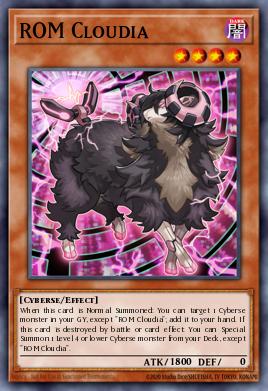 ROM Cloudia
DARK
闇
[Cyberse/Effect]
When this card is Normal Summoned: You can target 1 Cyberse
monster in your GY, except "ROM Cloudia"; add it to your hand. If
this card is destroyed by battle or card effect: You can Special
Summon 1 Level 4 or lower Cyberse monster from your Deck, except
"ROM Cloudia".
ATK/1800 DEF/ 0